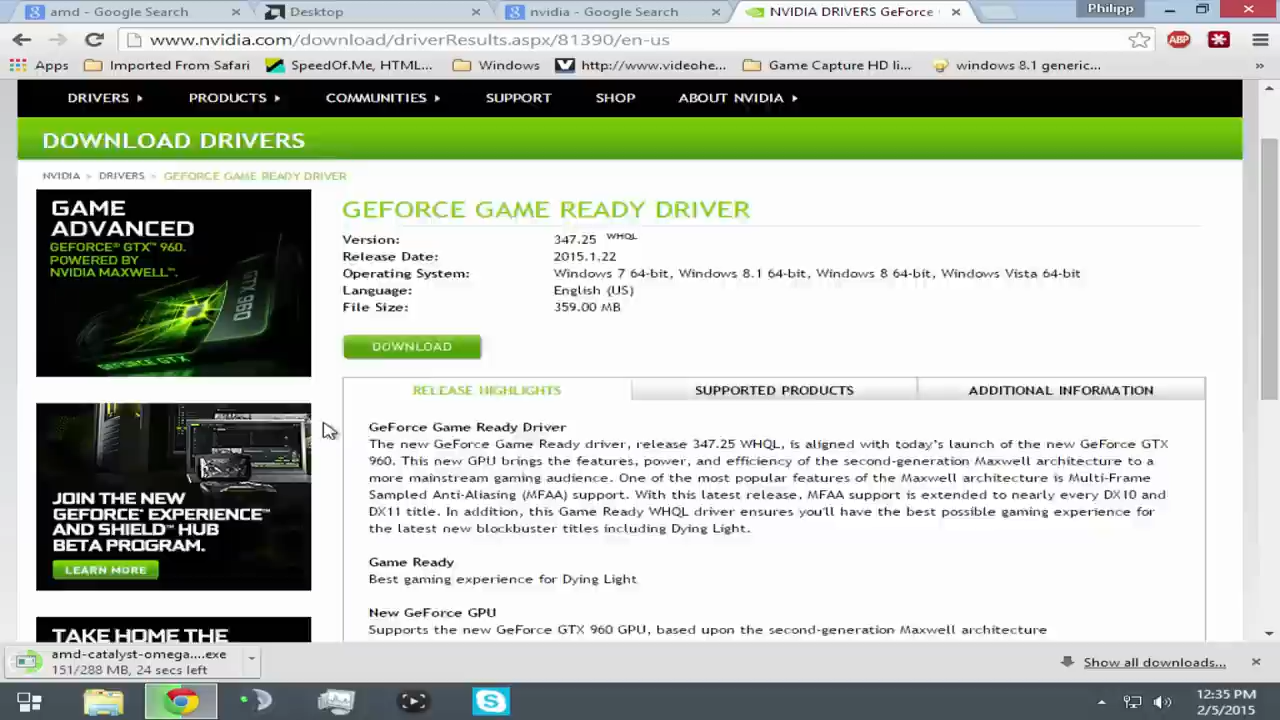 amd - Google Search
Desktop
nvidia - Google Search
NVIDIA DRIVERS GeForce
Philipp
www.nvidia.com/download/driverResults.aspx/81390/en-us
ABP
Apps
Imported From Safari
SpeedOf.Me, HTML...
Windows
http://www.videohe...
Game Capture HD li...
windows 8.1 generic...
»
DRIVERS
PRODUCTS
COMMUNITIES
SUPPORT
SHOP
ABOUT NVIDIA
DOWNLOAD DRIVERS
NVIDIA > DRIVERS > GEFORCE GAME READY DRIVER
GAME
ADVANCED
GEFORCE® GTX™ 960.
POWERED BY
NVIDIA MAXWELL™.
GEFORCE GTX
GTX 960
GEFORCE GAME READY DRIVER
Version: 347.25 WHQL
Release Date: 2015.1.22
Operating System: Windows 7 64-bit, Windows 8.1 64-bit, Windows 8 64-bit, Windows Vista 64-bit
Language: English (US)
File Size: 359.00 MB
DOWNLOAD
RELEASE HIGHLIGHTS
SUPPORTED PRODUCTS
ADDITIONAL INFORMATION
JOIN THE NEW
GEFORCE® EXPERIENCE™
AND SHIELD™ HUB
BETA PROGRAM.
LEARN MORE
TAKE HOME THE
GeForce Game Ready Driver
The new GeForce Game Ready driver, release 347.25 WHQL, is aligned with today's launch of the new GeForce GTX
960. This new GPU brings the features, power, and efficiency of the second-generation Maxwell architecture to a
more mainstream gaming audience. One of the most popular features of the Maxwell architecture is Multi-Frame
Sampled Anti-Aliasing (MFAA) support. With this latest release, MFAA support is extended to nearly every DX10 and
DX11 title. In addition, this Game Ready WHQL driver ensures you'll have the best possible gaming experience for
the latest new blockbuster titles including Dying Light.
Game Ready
Best gaming experience for Dying Light
New GeForce GPU
Supports the new GeForce GTX 960 GPU, based upon the second-generation Maxwell architecture
amd-catalyst-omega....exe
151/288 MB, 24 secs left
Show all downloads...
12:35 PM
2/5/2015